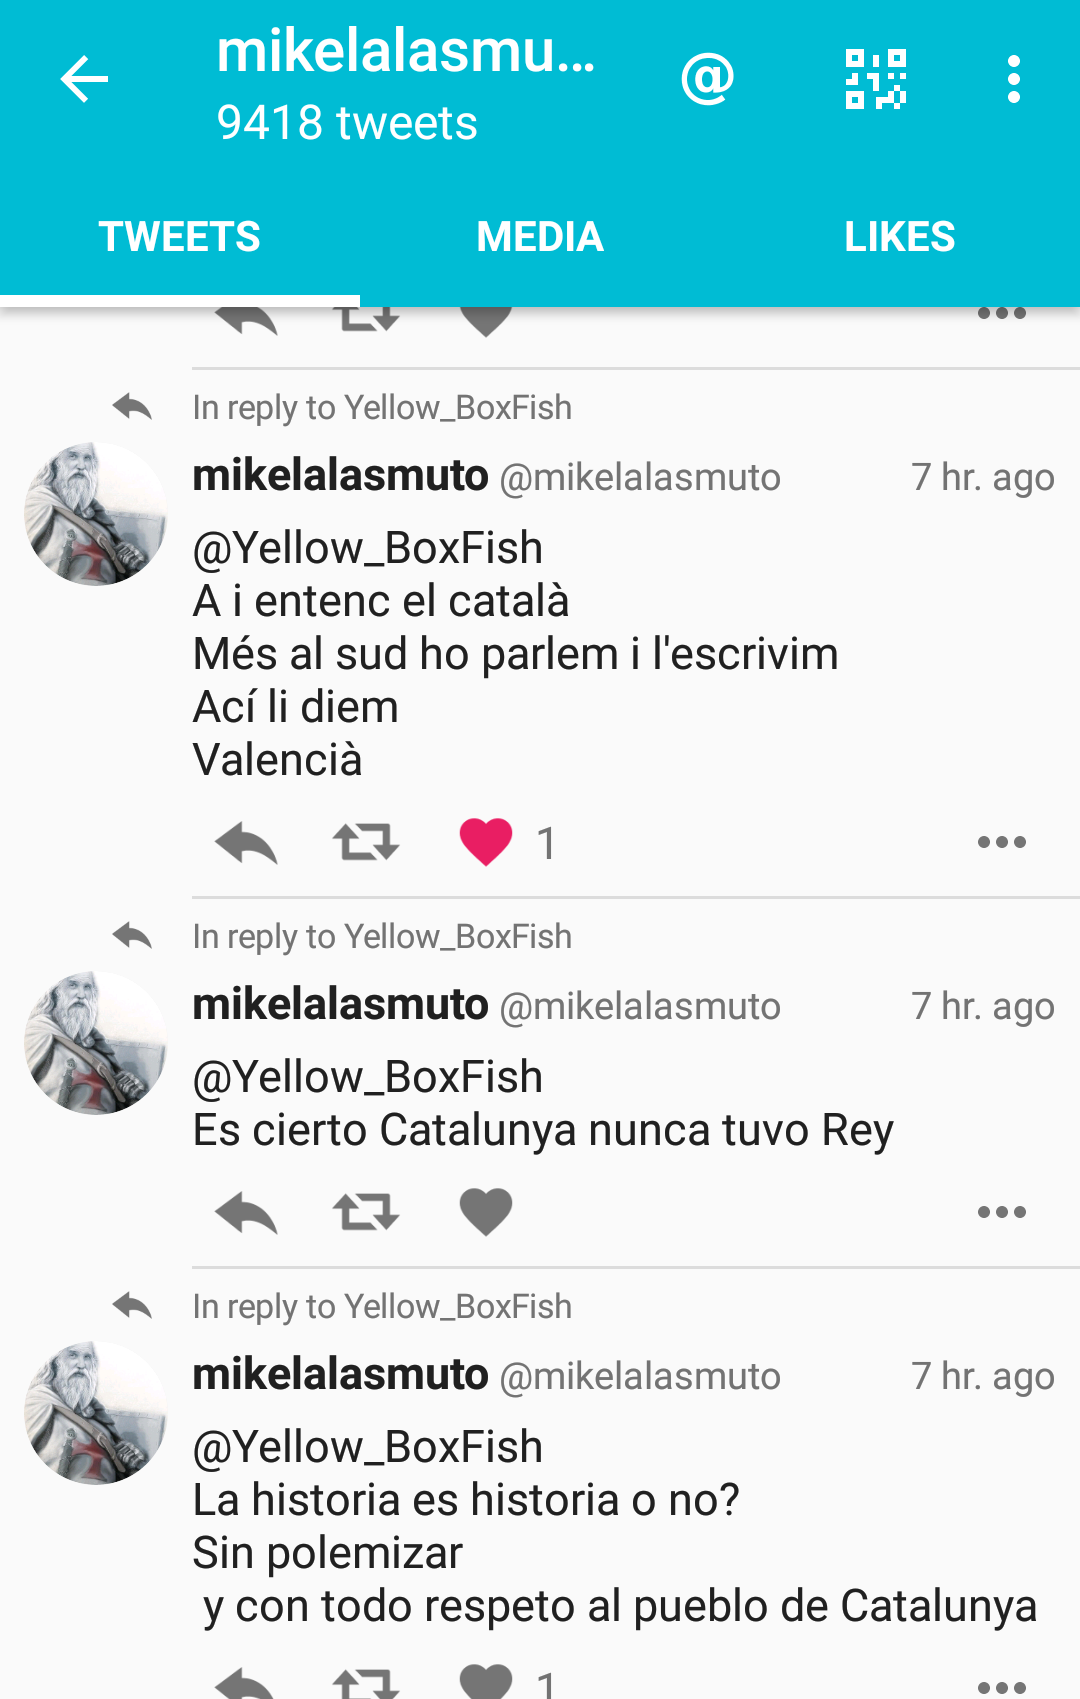 mikelalasmu...
9418 tweets
TWEETS
MEDIA
LIKES
In reply to Yellow_BoxFish
mikelalasmuto @mikelalasmuto 7 hr. ago
@Yellow_BoxFish
A i entenc el català
Més al sud ho parlem i l'escrivim
Ací li diem
Valencià
1
In reply to Yellow_BoxFish
mikelalasmuto @mikelalasmuto 7 hr. ago
@Yellow_BoxFish
Es cierto Catalunya nunca tuvo Rey
In reply to Yellow_BoxFish
mikelalasmuto @mikelalasmuto 7 hr. ago
@Yellow_BoxFish
La historia es historia o no?
Sin polemizar
y con todo respeto al pueblo de Catalunya
1